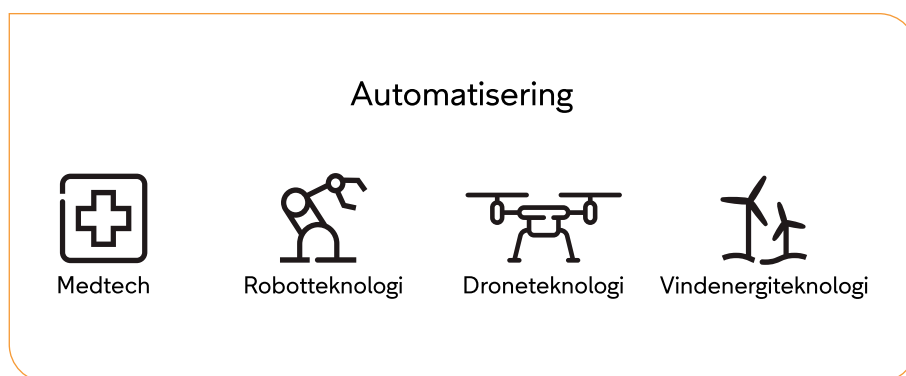 Automatisering
Medtech
Robotteknologi
Droneteknologi
Vindenergiteknologi